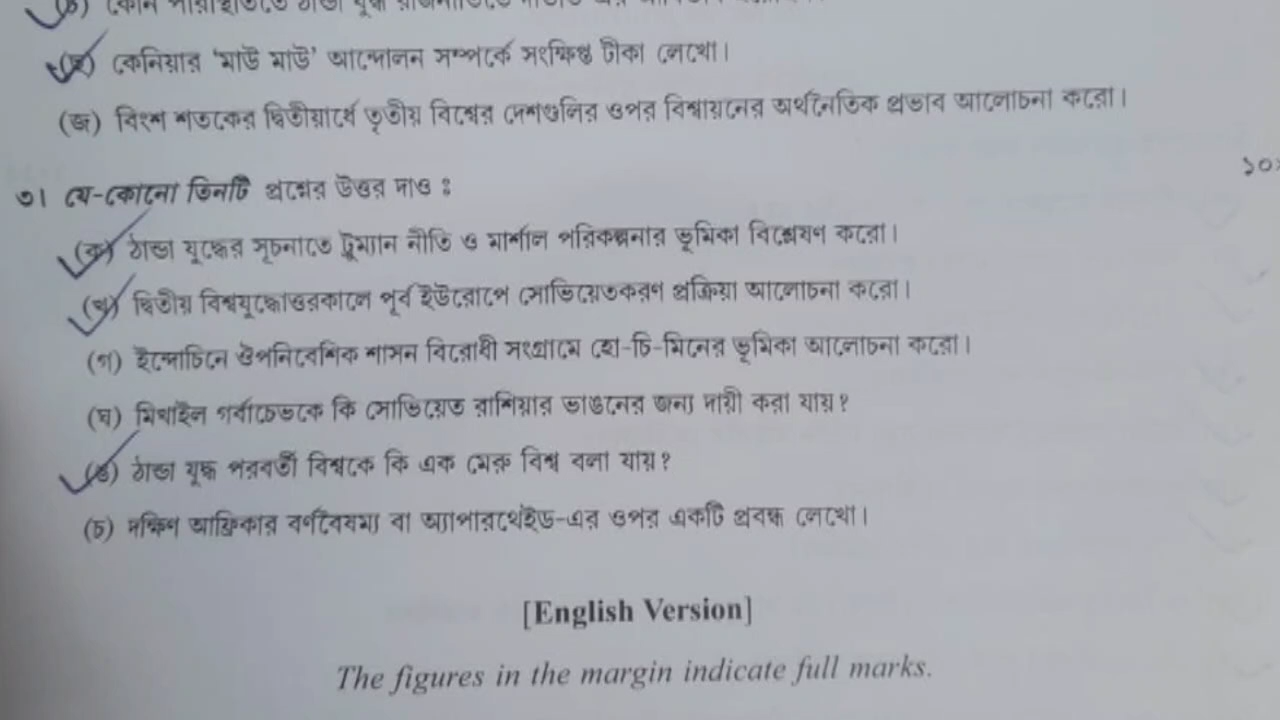 (জ) বিংশ শতকের দ্বিতীয়ার্ধে তৃতীয় বিশ্বের দেশগুলির ওপর বিশ্বায়নের অর্থনৈতিক প্রভাব আলোচনা করো।
কেনিয়ার 'মাউ মাউ' আন্দোলন সম্পর্কে সংক্ষিপ্ত টীকা লেখো।
৩। যে-কোনো তিনটি প্রশ্নের উত্তর দাও :
(ক) ঠান্ডা যুদ্ধের সূচনাতে ট্রুম্যান নীতি ও মার্শাল পরিকল্পনার ভূমিকা বিশ্লেষণ করো।
(খ) দ্বিতীয় বিশ্বযুদ্ধোত্তরকালে পূর্ব ইউরোপে সোভিয়েতকরণ প্রক্রিয়া আলোচনা করো।
(গ) ইন্দোচিনে ঔপনিবেশিক শাসন বিরোধী সংগ্রামে হো-চি-মিনের ভূমিকা আলোচনা করো।
(ঘ) মিখাইল গর্বাচেভকে কি সোভিয়েত রাশিয়ার ভাঙনের জন্য দায়ী করা যায়?
(ঙ) ঠান্ডা যুদ্ধ পরবর্তী বিশ্বকে কি এক মেরু বিশ্ব বলা যায়?
(চ) দক্ষিণ আফ্রিকার বর্ণবৈষম্য বা অ্যাপারথেইড-এর ওপর একটি প্রবন্ধ লেখো।
[English Version]
The figures in the margin indicate full marks.